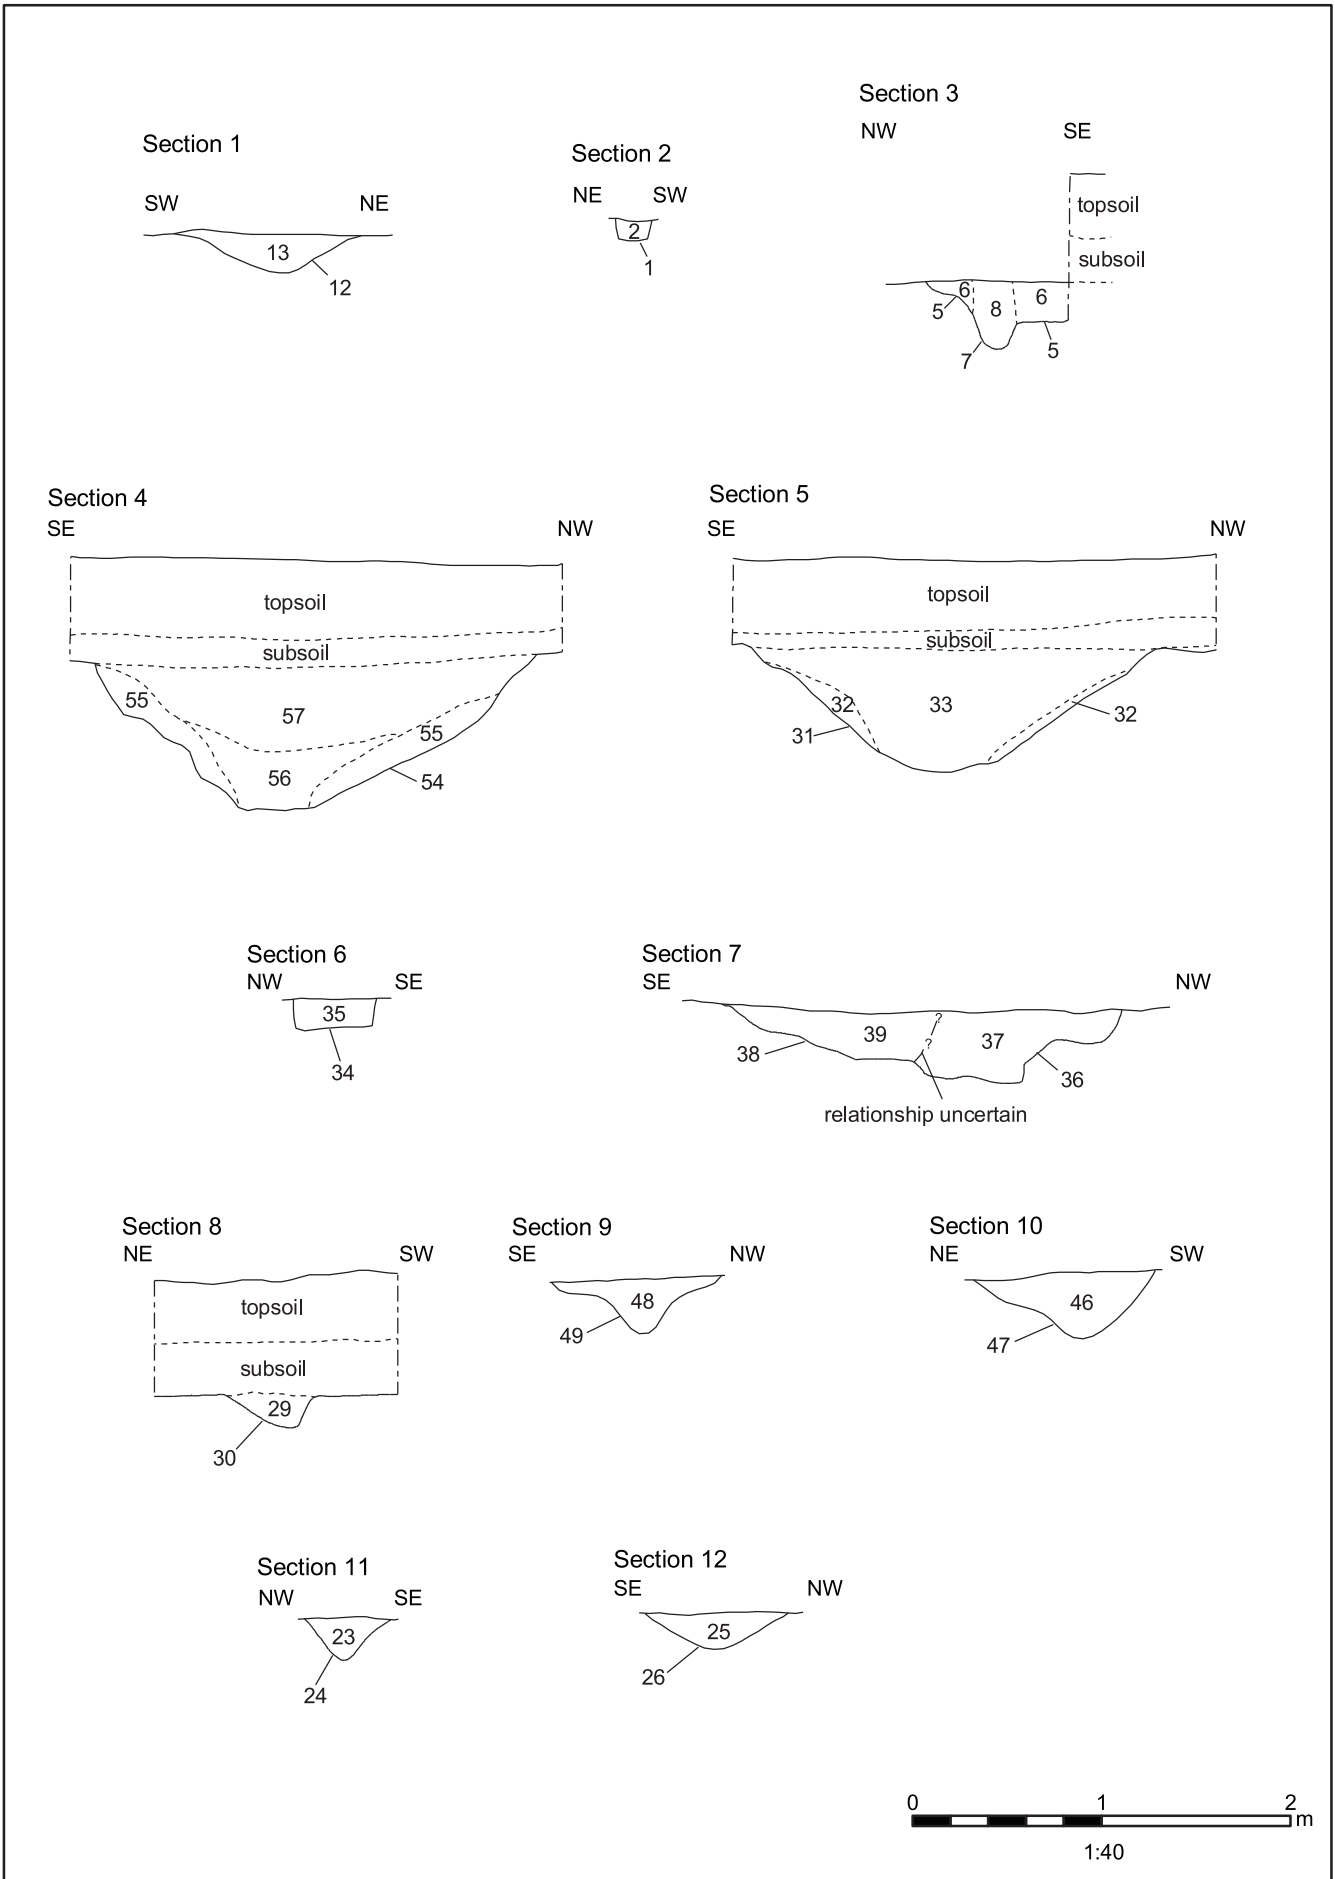 Section 1
SW NE
13
12
Section 2
NE SW
2
1
Section 3
NW SE
topsoil
subsoil
6 8 6
5
7 5
Section 4
SE NW
topsoil
subsoil
55 57 55
56 54
Section 5
SE NW
topsoil
subsoil
32 33 32
31
Section 6
NW SE
35
34
Section 7
SE NW
?
39 ? 37
38 36
relationship uncertain
Section 8
NE SW
topsoil
subsoil
29
30
Section 9
SE NW
48
49
Section 10
NE SW
46
47
Section 11
NW SE
23
24
Section 12
SE NW
25
26
0 1 2
m
1:40